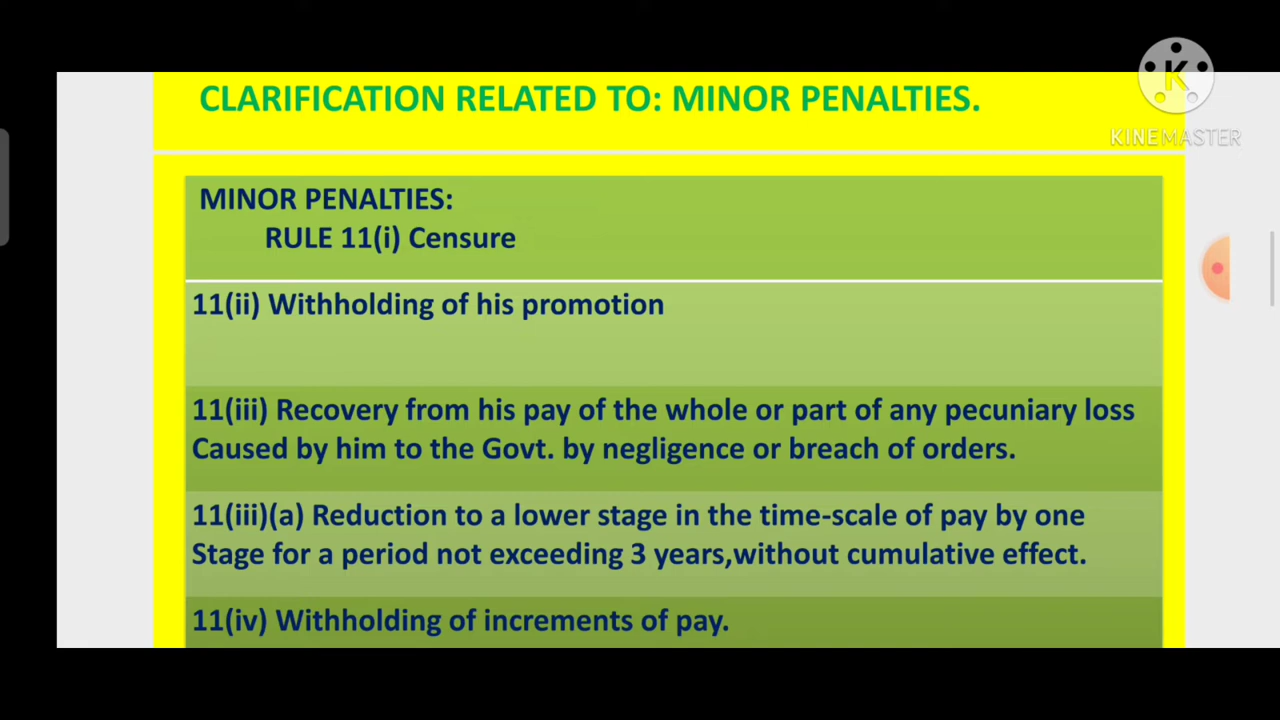 CLARIFICATION RELATED TO: MINOR PENALTIES.
K
KINEMASTER
MINOR PENALTIES:
RULE 11(i) Censure
11(ii) Withholding of his promotion
11(iii) Recovery from his pay of the whole or part of any pecuniary loss
Caused by him to the Govt. by negligence or breach of orders.
11(iii)(a) Reduction to a lower stage in the time-scale of pay by one
Stage for a period not exceeding 3 years,without cumulative effect.
11(iv) Withholding of increments of pay.